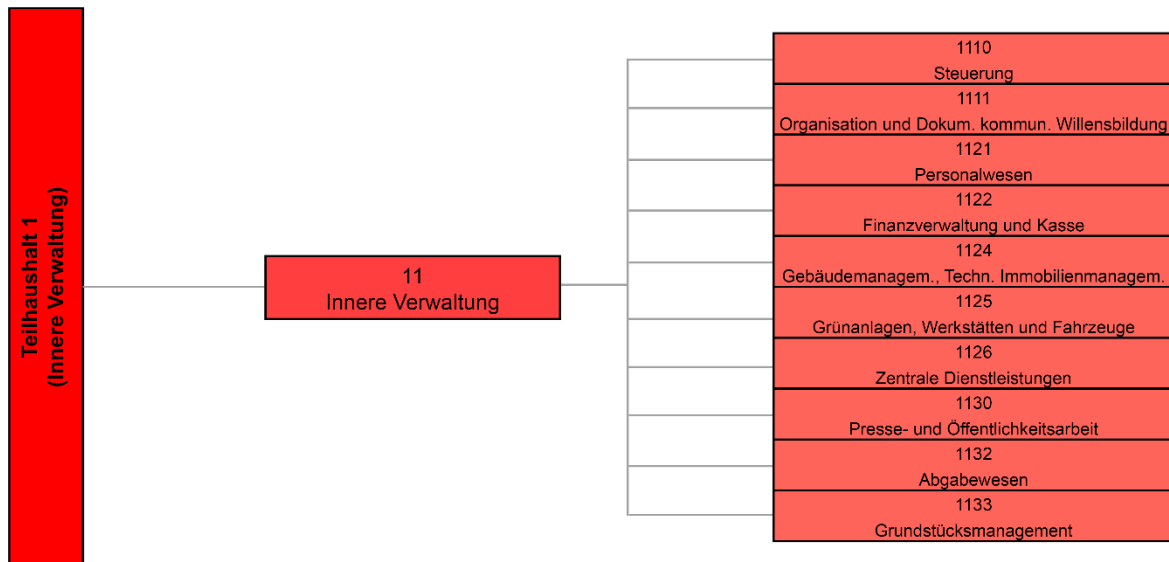 Teilhaushalt 1
(Innere Verwaltung)
11
Innere Verwaltung
1110
Steuerung
1111
Organisation und Dokum. kommun. Willensbildung
1121
Personalwesen
1122
Finanzverwaltung und Kasse
1124
Gebäudemanagem., Techn. Immobilienmanagem.
1125
Grünanlagen, Werkstätten und Fahrzeuge
1126
Zentrale Dienstleistungen
1130
Presse- und Öffentlichkeitsarbeit
1132
Abgabewesen
1133
Grundstücksmanagement